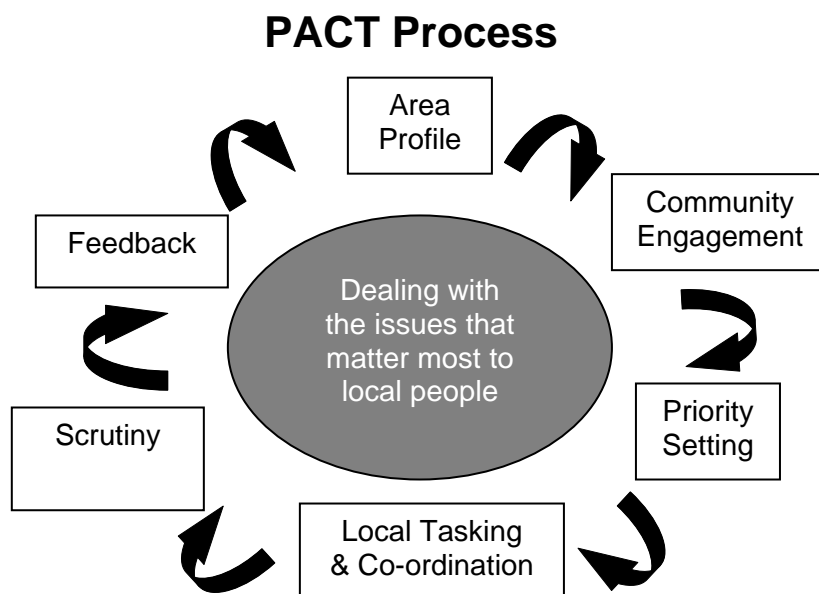 PACT Process
Area
Profile
Community
Engagement
Priority
Setting
Local Tasking
& Co-ordination
Scrutiny
Feedback
Dealing with
the issues that
matter most to
local people